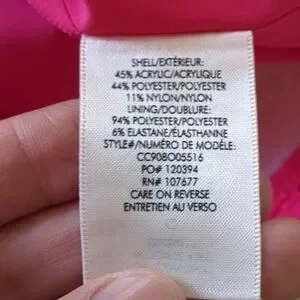 SHELL/EXTÉRIEUR:
45% ACRYLIC/ACRYLIQUE
44% POLYESTER/POLYESTER
11% NYLON/NYLON
LINING/DOUBLURE:
94% POLYESTER/POLYESTER
6% ELASTANE/ÉLASTHANNE
STYLE#/NUMÉRO DE MODÈLE:
CC908O05516
PO# 120394
RN# 107677
CARE ON REVERSE
ENTRETIEN AU VERSO